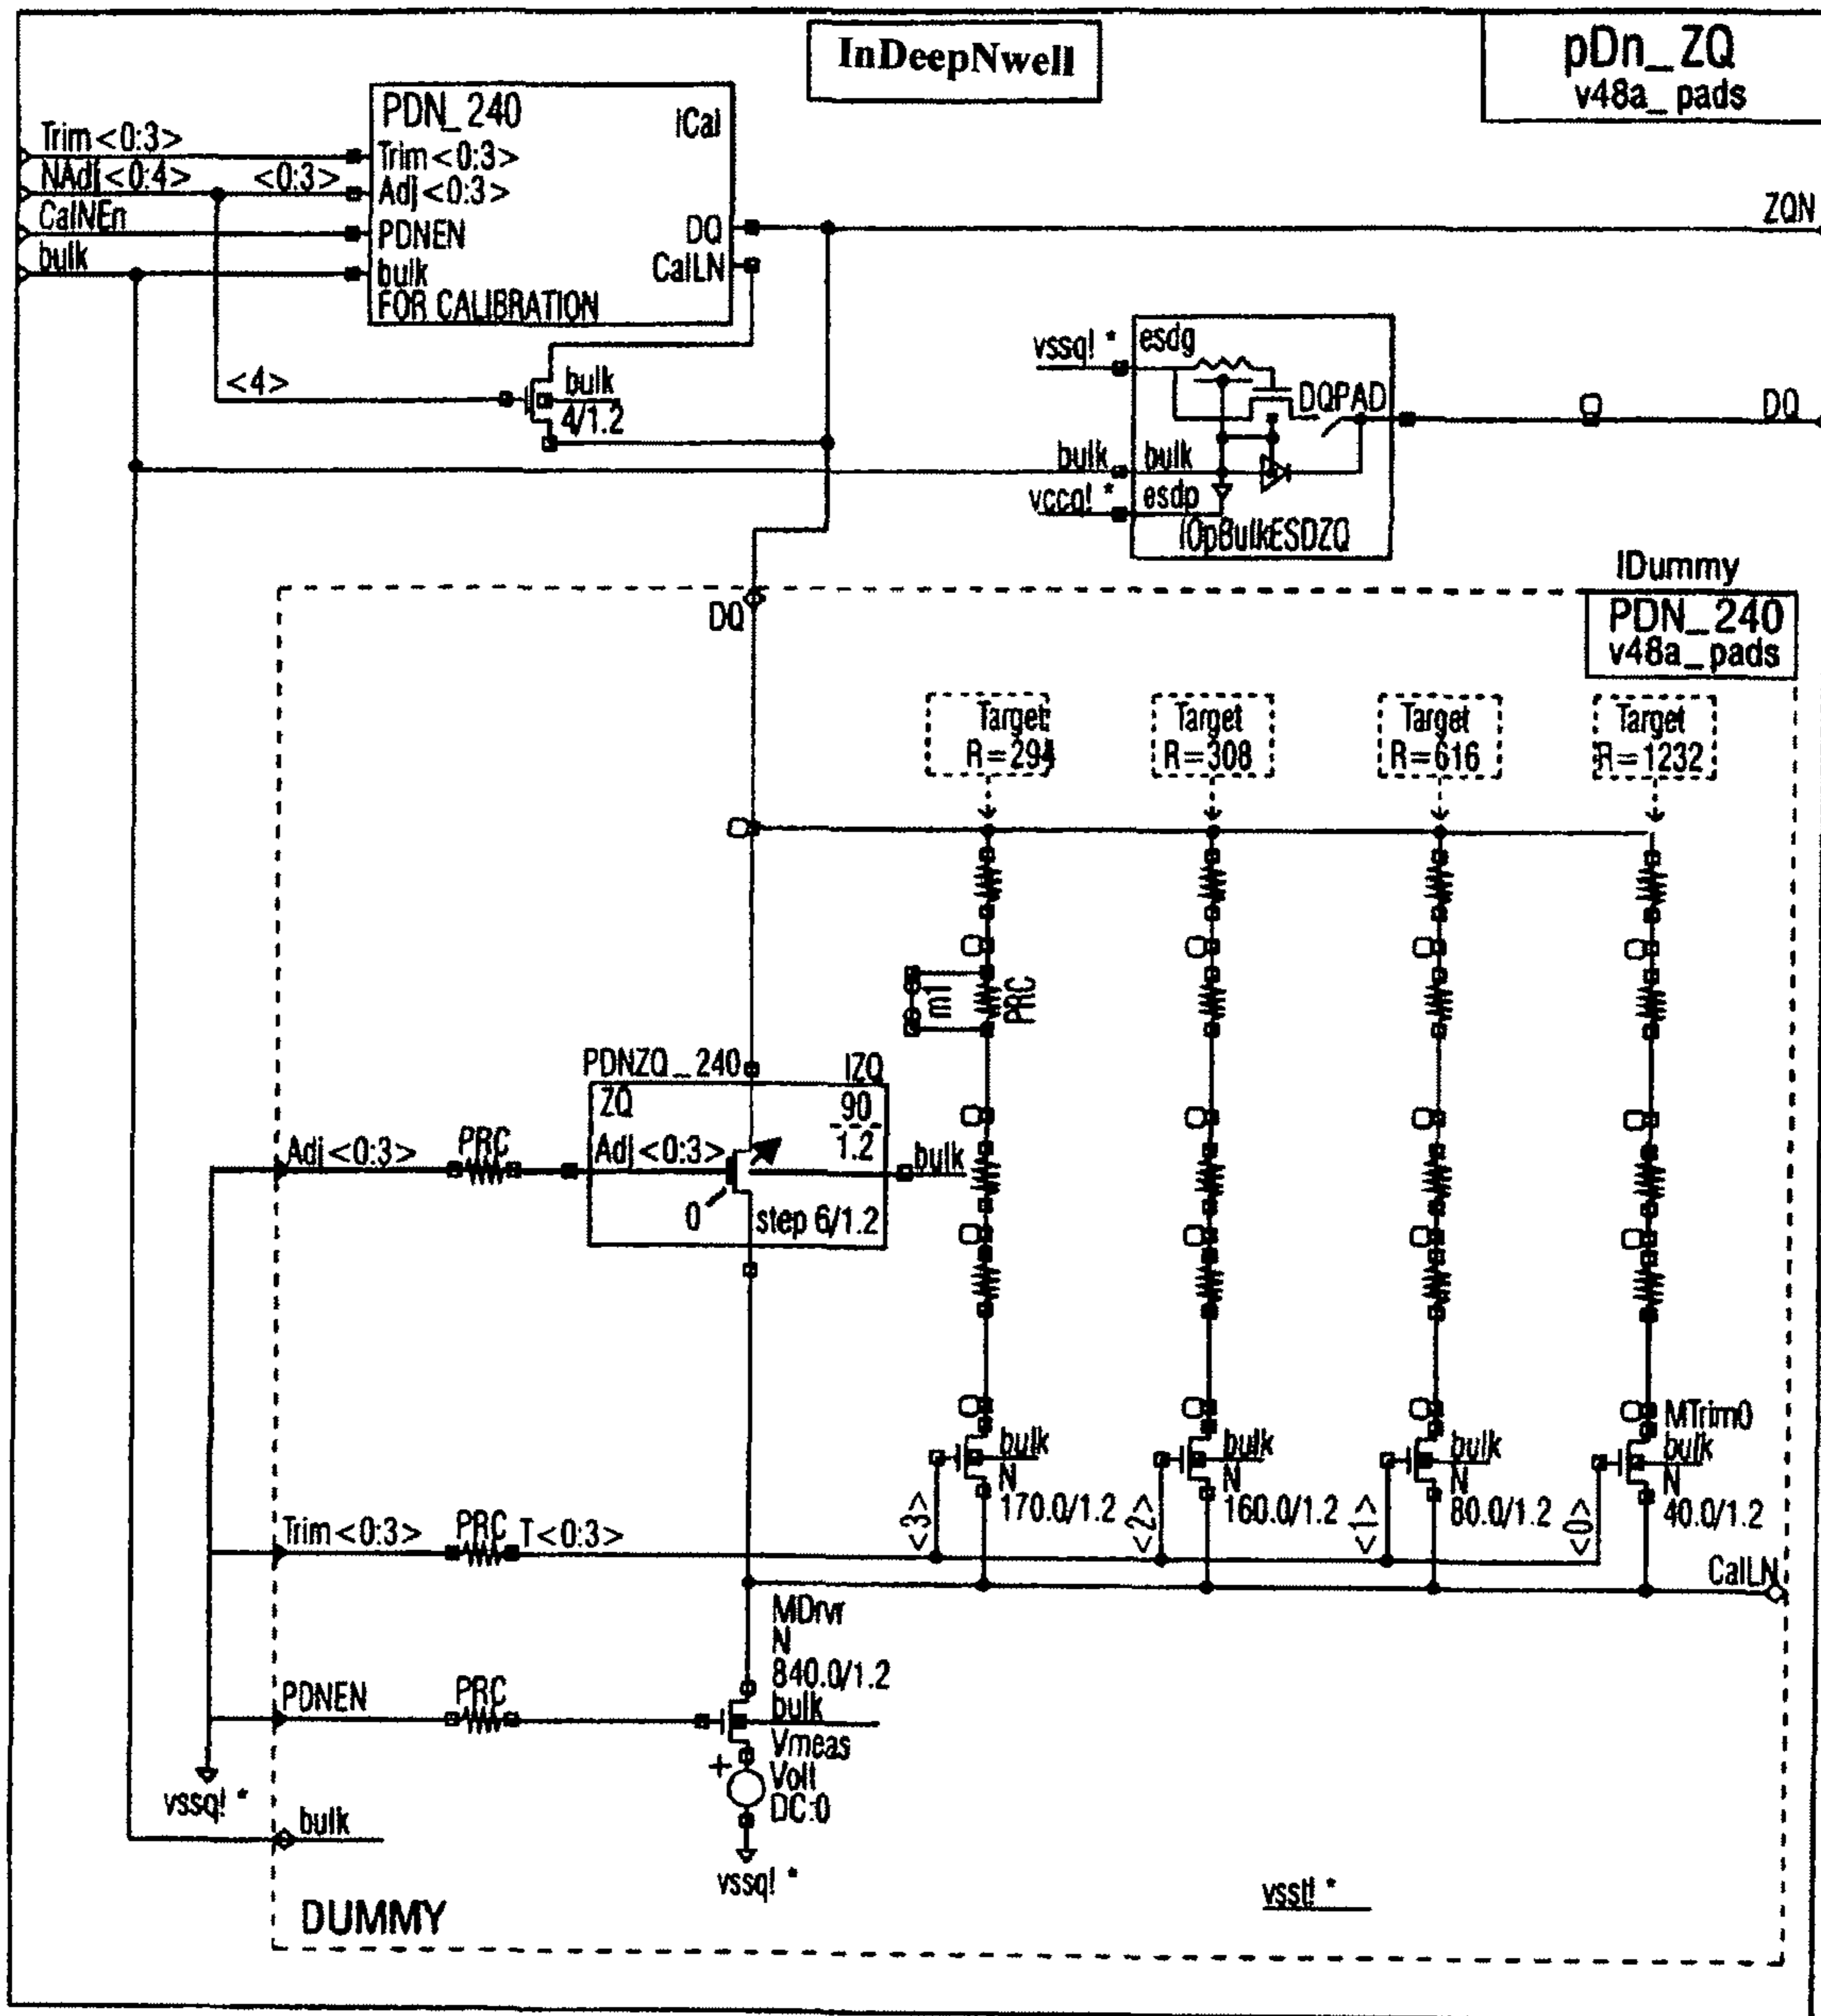 InDeepNwell
pDn_ZQ
v48a_pads
PDN_240
iCal
Trim<0:3>
Trim<0:3>
NAdj<0:4>
<0:3>
Adj<0:3>
CalNEn
PDNEN
DQ
ZQN
bulk
bulk
CalLN
FOR CALIBRATION
<4>
bulk
4/1.2
vssq! *
esdg
DQPAD
DQ
bulk
bulk
vccq! *
esdp
IOpBulkESDZQ
IDummy
DQ
PDN_240
v48a_pads
Target
R=294
Target
R=308
Target
R=616
Target
R=1232
m1
PRC
PDNZQ_240
IZQ
ZQ
90
1.2
Adj<0:3>
PRC
Adj<0:3>
bulk
0
step 6/1.2
MTrim0
bulk
N
170.0/1.2
bulk
N
160.0/1.2
bulk
N
80.0/1.2
bulk
N
40.0/1.2
<3>
<2>
<1>
<0>
Trim<0:3>
PRC
T<0:3>
CalLN
MDrvr
N
840.0/1.2
PDNEN
PRC
bulk
Vmeas
+
Volt
DC:0
vssq! *
bulk
vssq! *
DUMMY
vsst! *